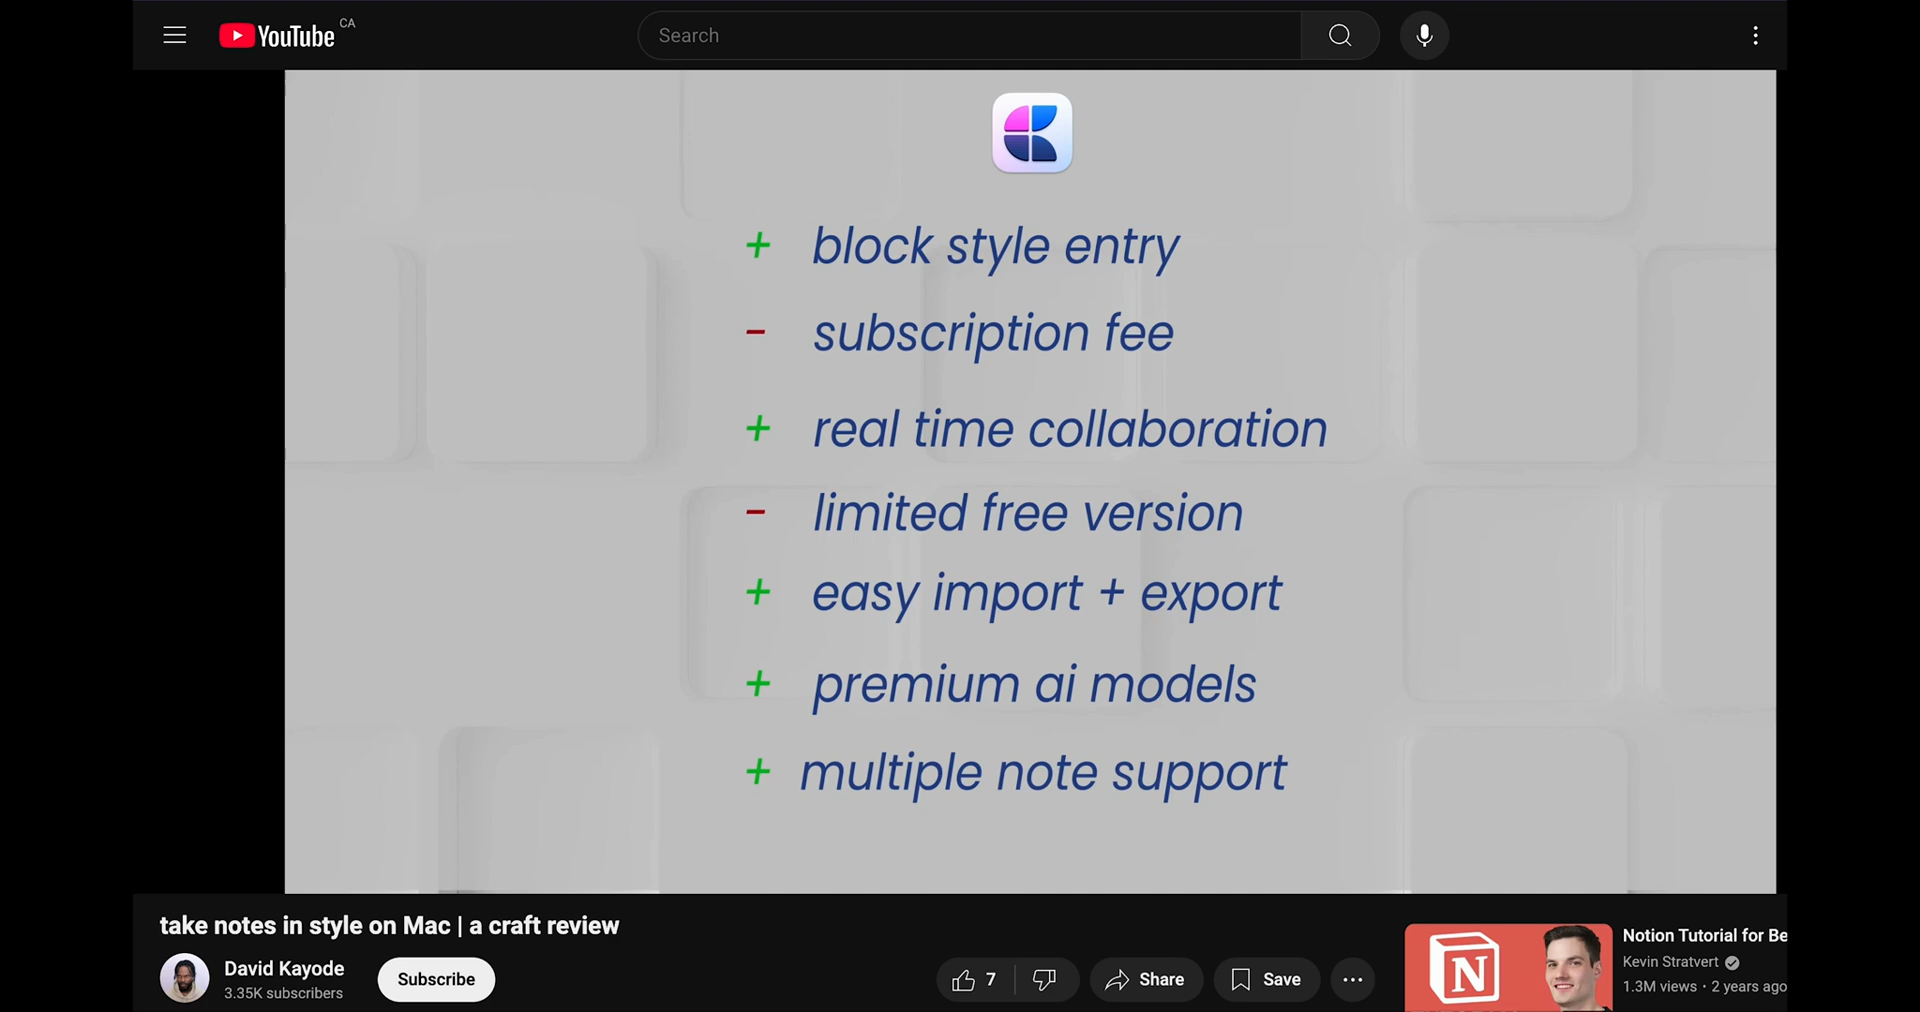 YouTube CA
Search
+ block style entry
- subscription fee
+ real time collaboration
- limited free version
+ easy import + export
+ premium ai models
+ multiple note support
take notes in style on Mac | a craft review
David Kayode
3.35K subscribers
Subscribe
7
Share
Save
N
Notion Tutorial for Be
Kevin Stratvert
1.3M views • 2 years ago